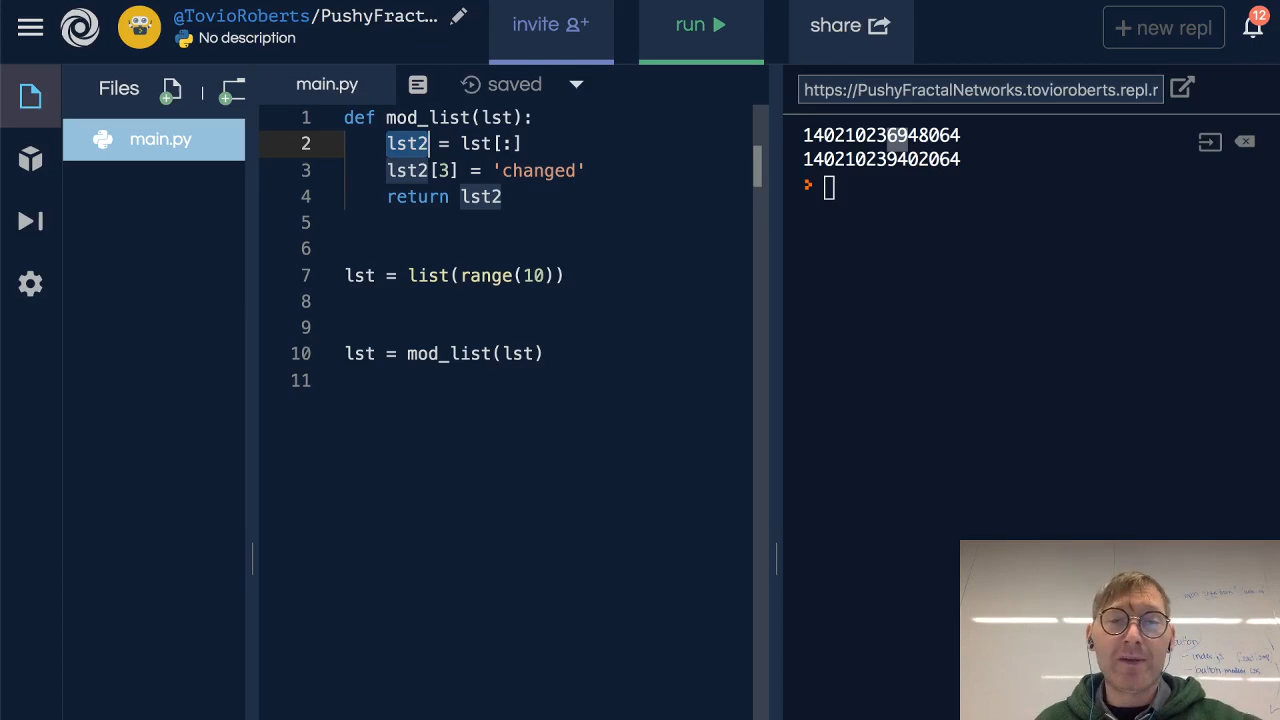 @TovioRoberts/PushyFract...
No description
invite
run
share
+ new repl
12
Files
main.py
saved
main.py
https://PushyFractalNetworks.tovioroberts.repl.r
1 def mod_list(lst):
2 lst2 = lst[:]
3 lst2[3] = 'changed'
4 return lst2
5
6
7 lst = list(range(10))
8
9
10 lst = mod_list(lst)
11
140210236948064
140210239402064
button